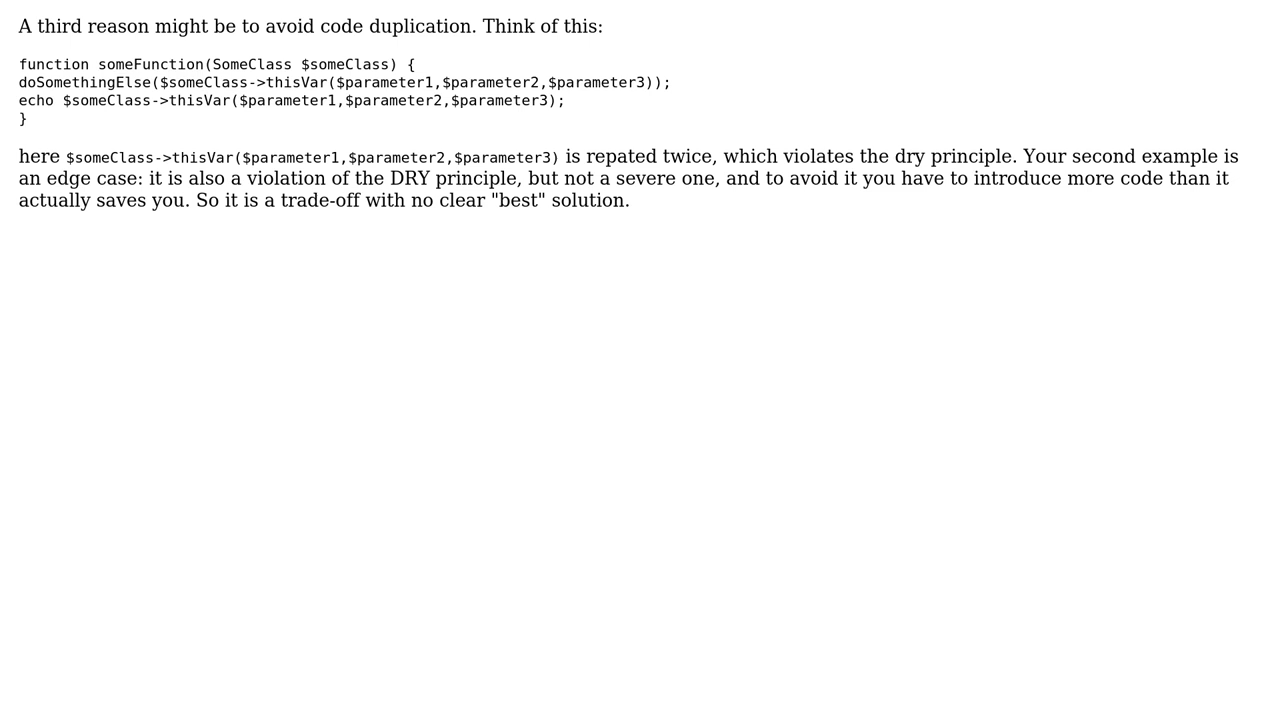 A third reason might be to avoid code duplication. Think of this:
function someFunction(SomeClass $someClass) {
doSomethingElse($someClass->thisVar($parameter1,$parameter2,$parameter3));
echo $someClass->thisVar($parameter1,$parameter2,$parameter3);
}
here $someClass->thisVar($parameter1,$parameter2,$parameter3) is repated twice, which violates the dry principle. Your second example is
an edge case: it is also a violation of the DRY principle, but not a severe one, and to avoid it you have to introduce more code than it
actually saves you. So it is a trade-off with no clear "best" solution.